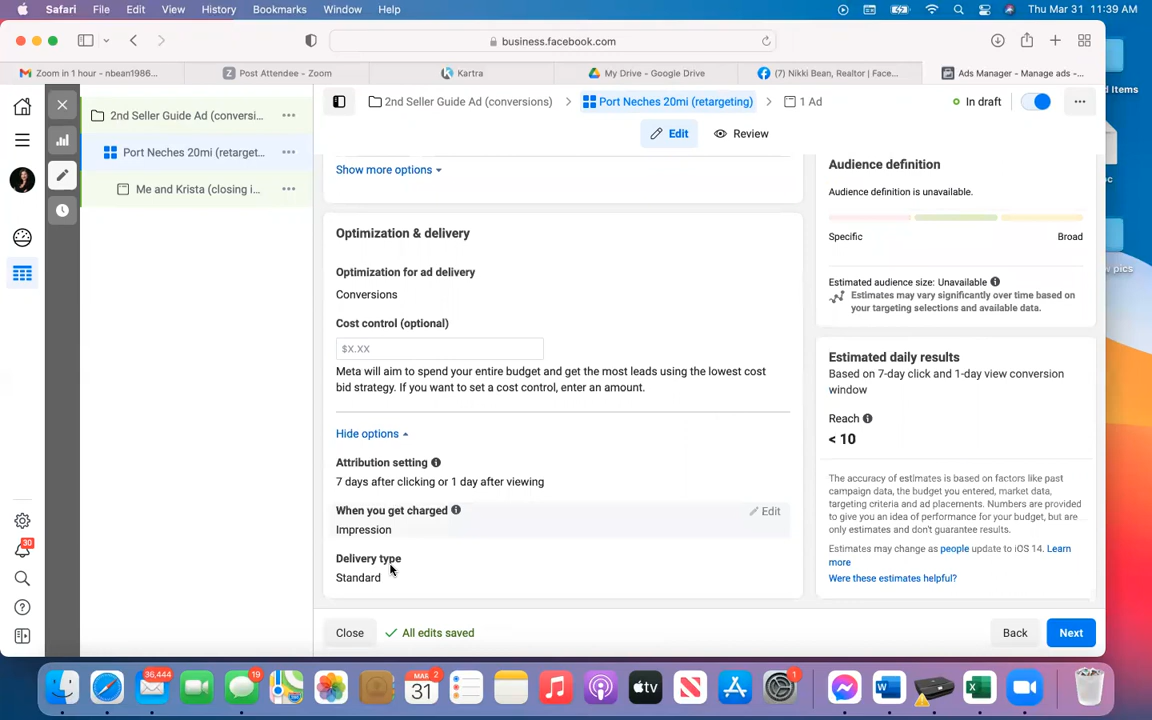 Safari File Edit View History Bookmarks Window Help Thu Mar 31 11:39 AM
business.facebook.com
Zoom in 1 hour - nbean1986... Post Attendee - Zoom Kartra My Drive - Google Drive (7) Nikki Bean, Realtor | Face... Ads Manager - Manage ads -...
d Items
2nd Seller Guide Ad (conversi... ...
Port Neches 20mi (retarget... ...
Me and Krista (closing i... ...
2nd Seller Guide Ad (conversions) > Port Neches 20mi (retargeting) > 1 Ad In draft ...
Edit Review
Show more options
Optimization & delivery
Optimization for ad delivery
Conversions
Cost control (optional)
$X.XX
Meta will aim to spend your entire budget and get the most leads using the lowest cost
bid strategy. If you want to set a cost control, enter an amount.
Hide options
Attribution setting
7 days after clicking or 1 day after viewing
When you get charged Edit
Impression
Delivery type
Standard
Close All edits saved Back Next
Audience definition
Audience definition is unavailable.
Specific Broad
Estimated audience size: Unavailable
Estimates may vary significantly over time based on
your targeting selections and available data.
Estimated daily results
Based on 7-day click and 1-day view conversion
window
Reach
< 10
The accuracy of estimates is based on factors like past
campaign data, the budget you entered, market data,
targeting criteria and ad placements. Numbers are provided
to give you an idea of performance for your budget, but are
only estimates and don't guarantee results.
Estimates may change as people update to iOS 14. Learn
more
Were these estimates helpful?
30
oc
w pics
36,444 19 MAR 2 31 tv 1 W X